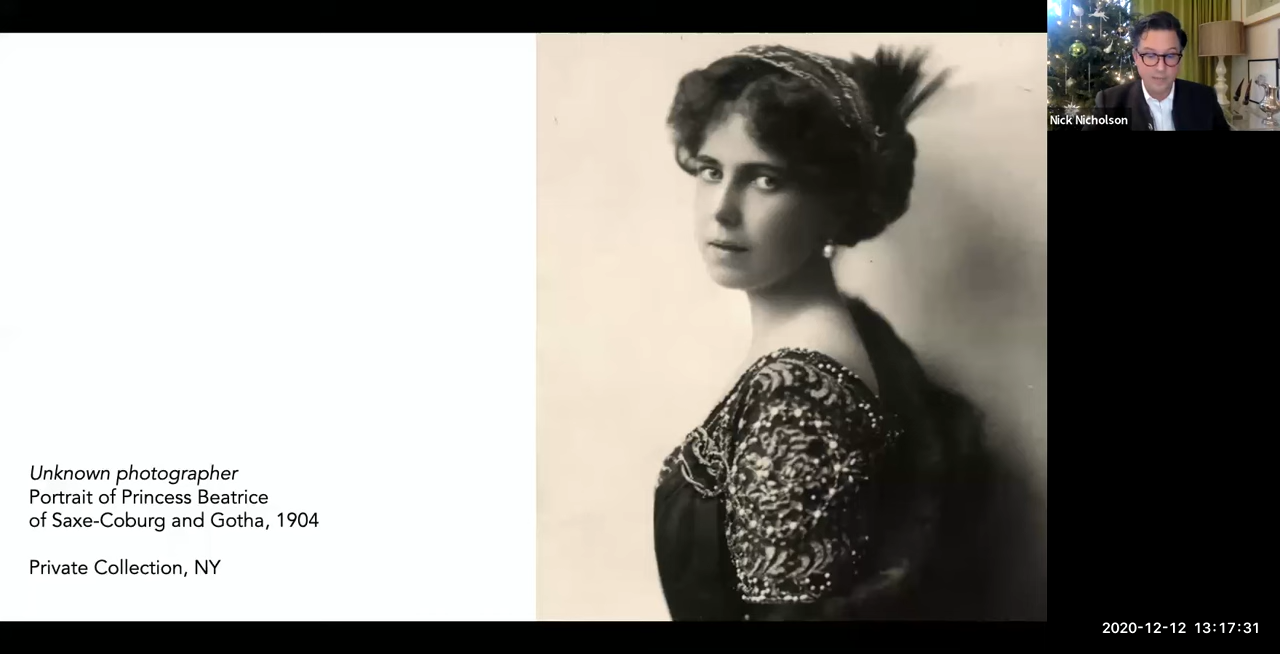 Nick Nicholson
Unknown photographer
Portrait of Princess Beatrice
of Saxe-Coburg and Gotha, 1904
Private Collection, NY
2020-12-12 13:17:31